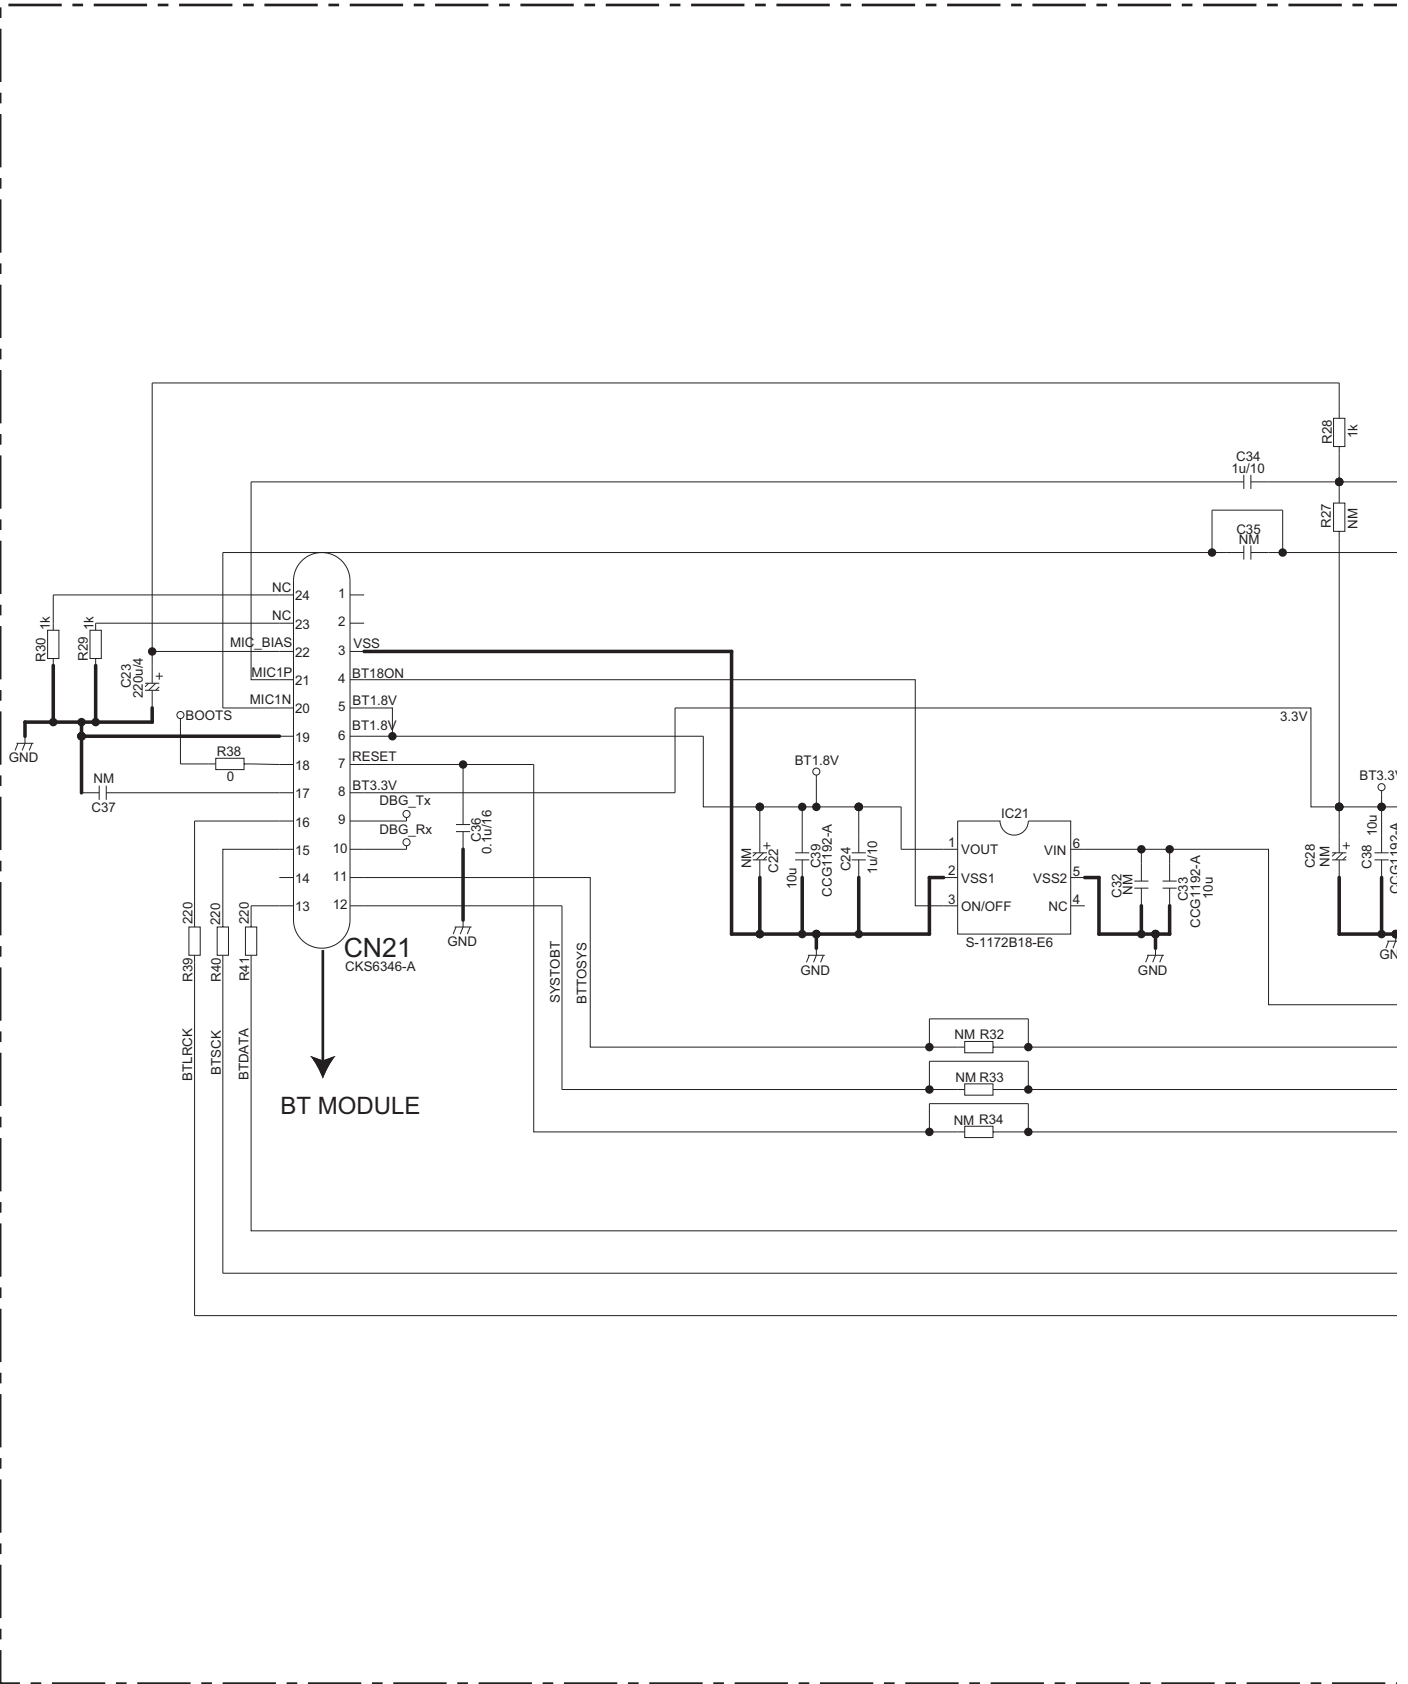 R28
1k
C34
1u/10
R27
NM
C35
NM
NC
24
1
NC
23
2
MIC_BIAS
22
3
VSS
MIC1P
21
4
BT18ON
MIC1N
20
5
BT1.8V
19
6
BT1.8V
18
7
RESET
17
8
BT3.3V
16
9
DBG_Tx
15
10
DBG_Rx
14
11
13
12
R30
1k
R29
1k
C23
220u/4
+
BOOTS
GND
R38
0
NM
C37
C36
0.1u/16
GND
3.3V
BT1.8V
BT3.3V
NM
+
C22
10u
C39
CCG1192-A
C24
1u/10
IC21
1
VOUT
VIN
6
2
VSS1
VSS2
5
3
ON/OFF
NC
4
S-1172B18-E6
C32
NM
C33
CCG1192-A
10u
C28
NM
+
C38
10u
CCG1192-A
GND
GND
GN
R39
220
R40
220
R41
220
CN21
CKS6346-A
SYSTOBT
BTTOSYS
BTLRCK
BTSCK
BTDATA
BT MODULE
NM R32
NM R33
NM R34